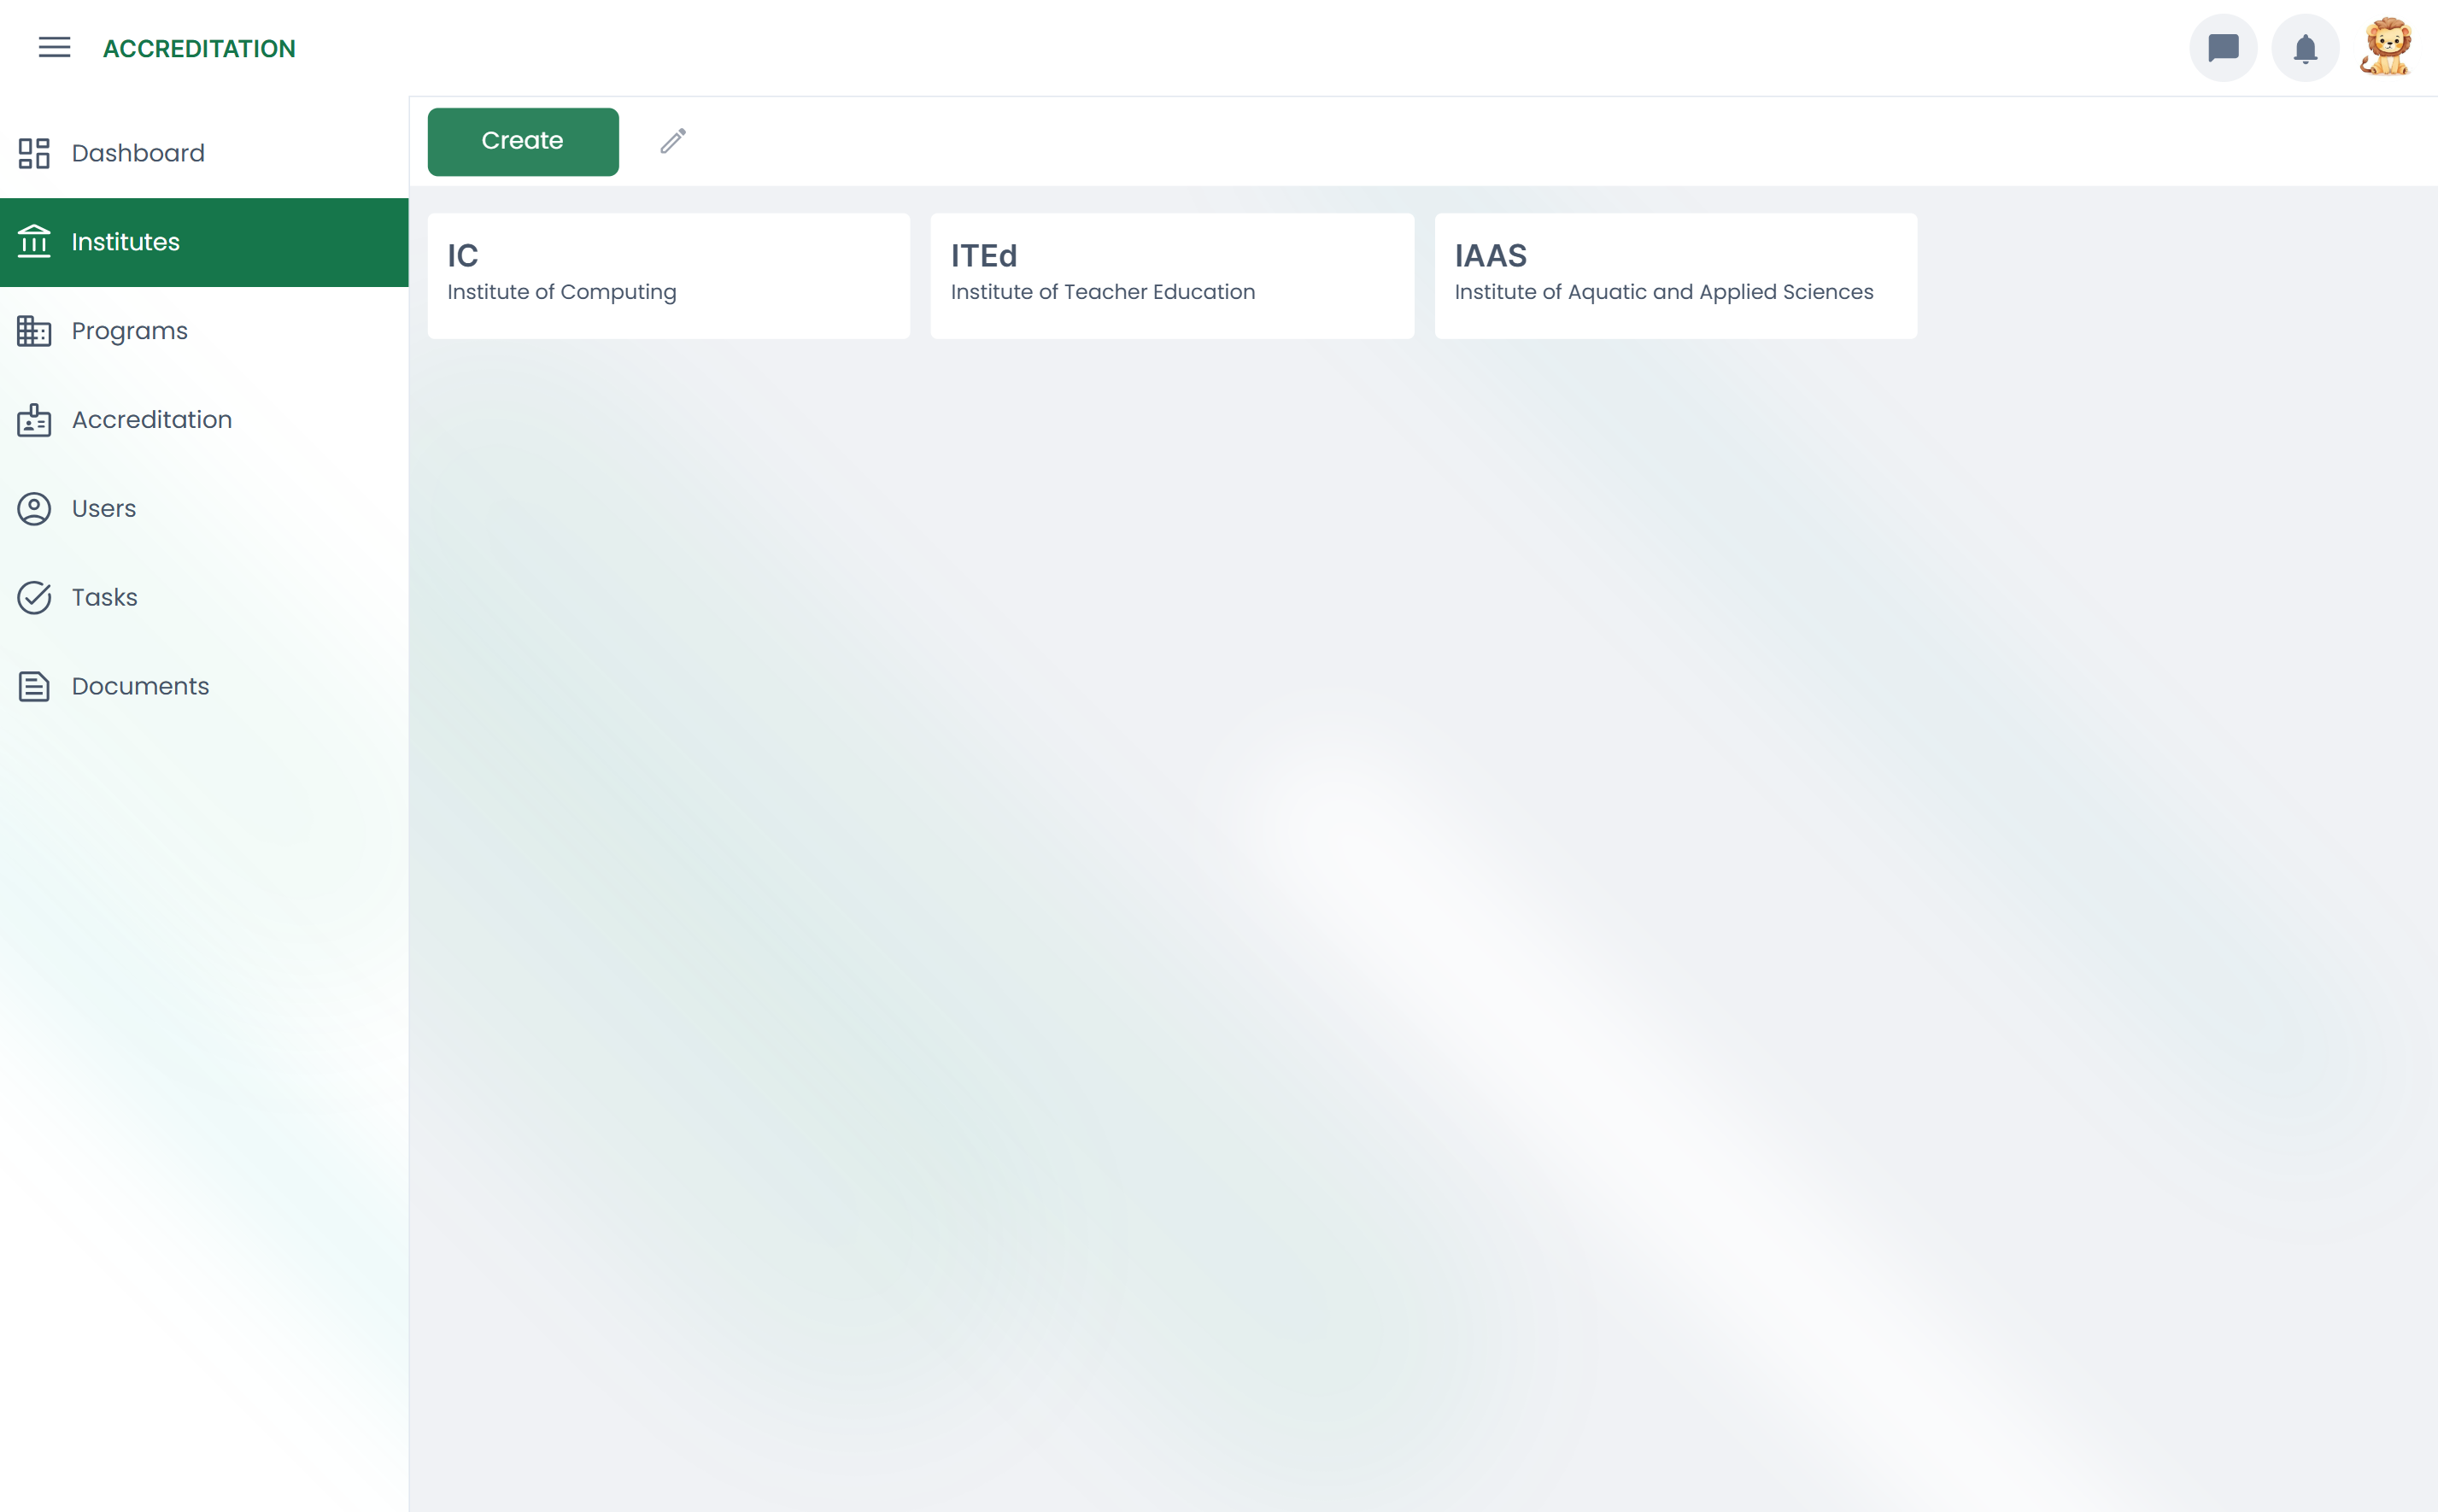 ACCREDITATION
Dashboard
Institutes
Programs
Accreditation
Users
Tasks
Documents
Create
IC
Institute of Computing
ITEd
Institute of Teacher Education
IAAS
Institute of Aquatic and Applied Sciences